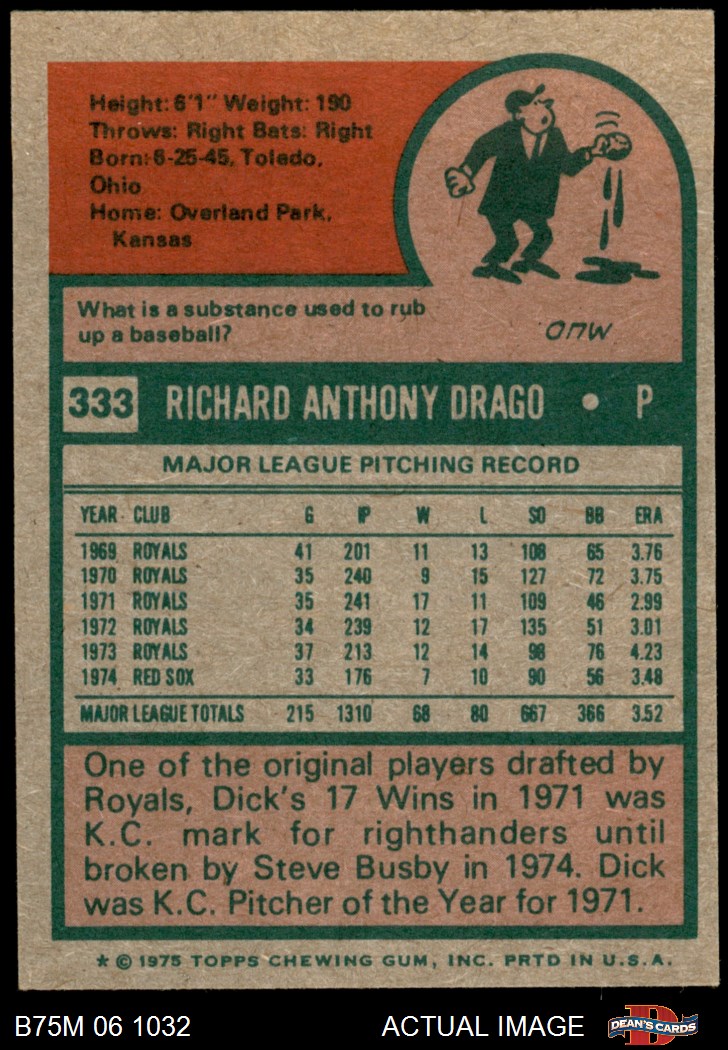 Height: 6'1" Weight: 190
Throws: Right Bats: Right
Born: 6-25-45, Toledo,
Ohio
Home: Overland Park,
Kansas
What is a substance used to rub
up a baseball?
MUD
333 RICHARD ANTHONY DRAGO • P
MAJOR LEAGUE PITCHING RECORD
YEAR CLUB G IP W L SO BB ERA
1969 ROYALS 41 201 11 13 108 65 3.76
1970 ROYALS 35 240 9 15 127 72 3.75
1971 ROYALS 35 241 17 11 109 46 2.99
1972 ROYALS 34 239 12 17 135 51 3.01
1973 ROYALS 37 213 12 14 98 76 4.23
1974 RED SOX 33 176 7 10 90 56 3.48
MAJOR LEAGUE TOTALS 215 1310 68 80 667 366 3.52
One of the original players drafted by
Royals, Dick's 17 Wins in 1971 was
K.C. mark for righthanders until
broken by Steve Busby in 1974. Dick
was K.C. Pitcher of the Year for 1971.
* © 1975 TOPPS CHEWING GUM, INC. PRTD IN U.S.A.
B75M 06 1032 ACTUAL IMAGE D DEAN'S CARDS